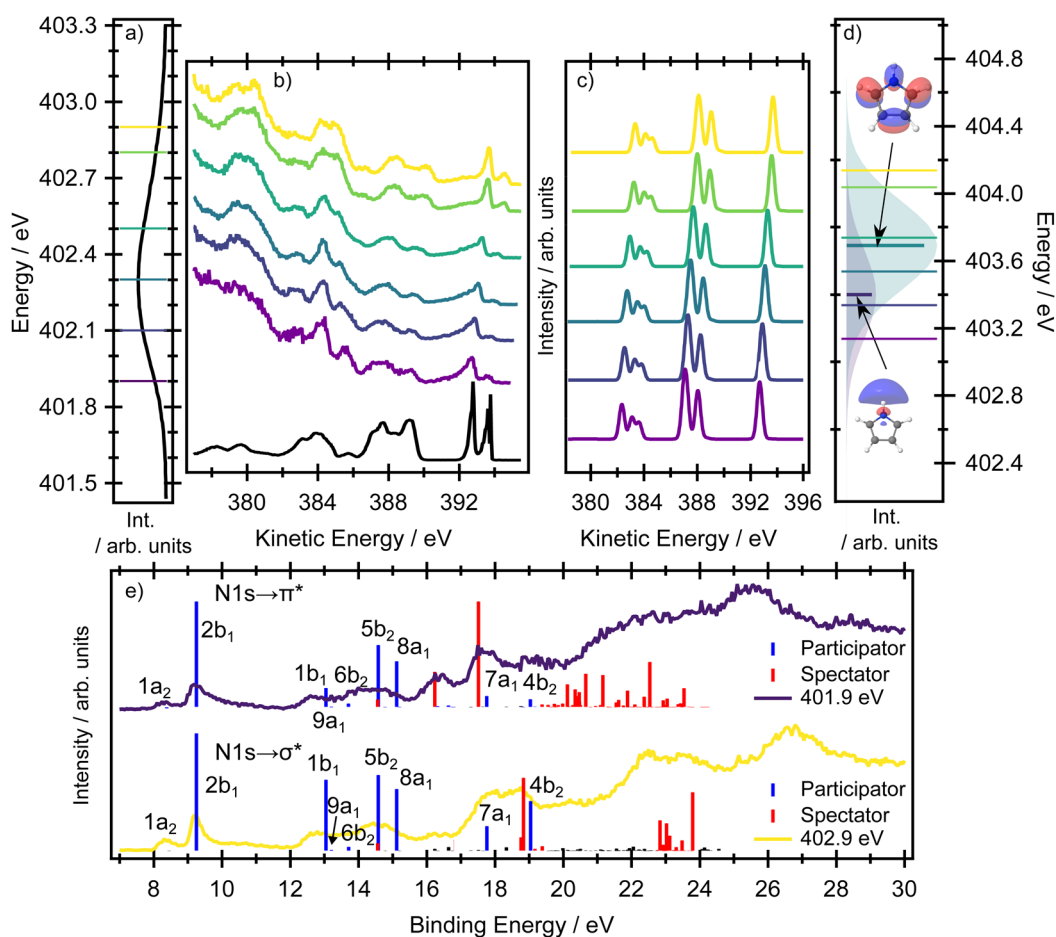 a)
403.3
403.0
402.7
402.4
402.1
401.8
401.5
Energy / eV
Int.
/ arb. units
b)
380
384
388
392
Kinetic Energy / eV
c)
Intensity / arb. units
380
384
388
392
396
Kinetic Energy / eV
d)
404.8
404.4
404.0
403.6
403.2
402.8
402.4
Energy / eV
Int.
/ arb. units
e)
N1s→π*
1a₂
2b₁
1b₁
9a₁
6b₂
5b₂
8a₁
7a₁
4b₂
Participator
Spectator
401.9 eV
N1s→σ*
1a₂
2b₁
1b₁
9a₁
6b₂
5b₂
8a₁
7a₁
4b₂
Participator
Spectator
402.9 eV
Intensity / arb. units
8
10
12
14
16
18
20
22
24
26
28
30
Binding Energy / eV